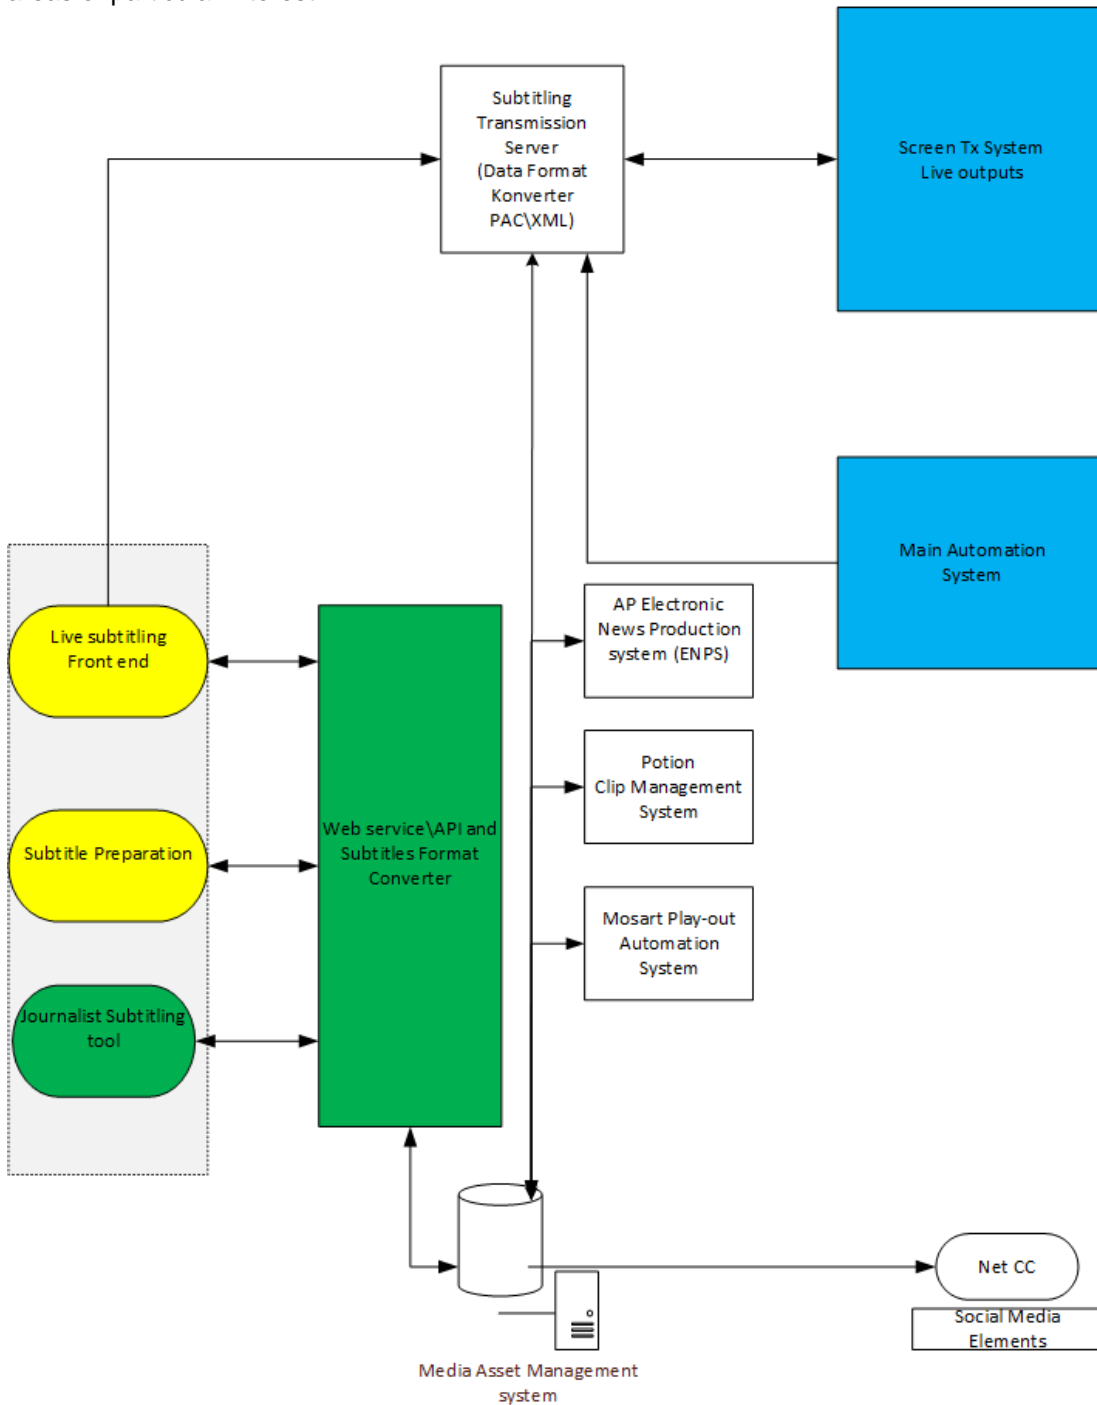 Subtitling
Transmission
Server
(Data Format
Konverter
PAC\XML)
Screen Tx System
Live outputs
Main Automation
System
AP Electronic
News Production
system (ENPS)
Live subtitling
Front end
Potion
Clip Management
System
Web service\API and
Subtitles Format
Converter
Subtitle Preparation
Mosart Play-out
Automation
System
Journalist Subtitling
tool
Net CC
Social Media
Elements
Media Asset Management
system